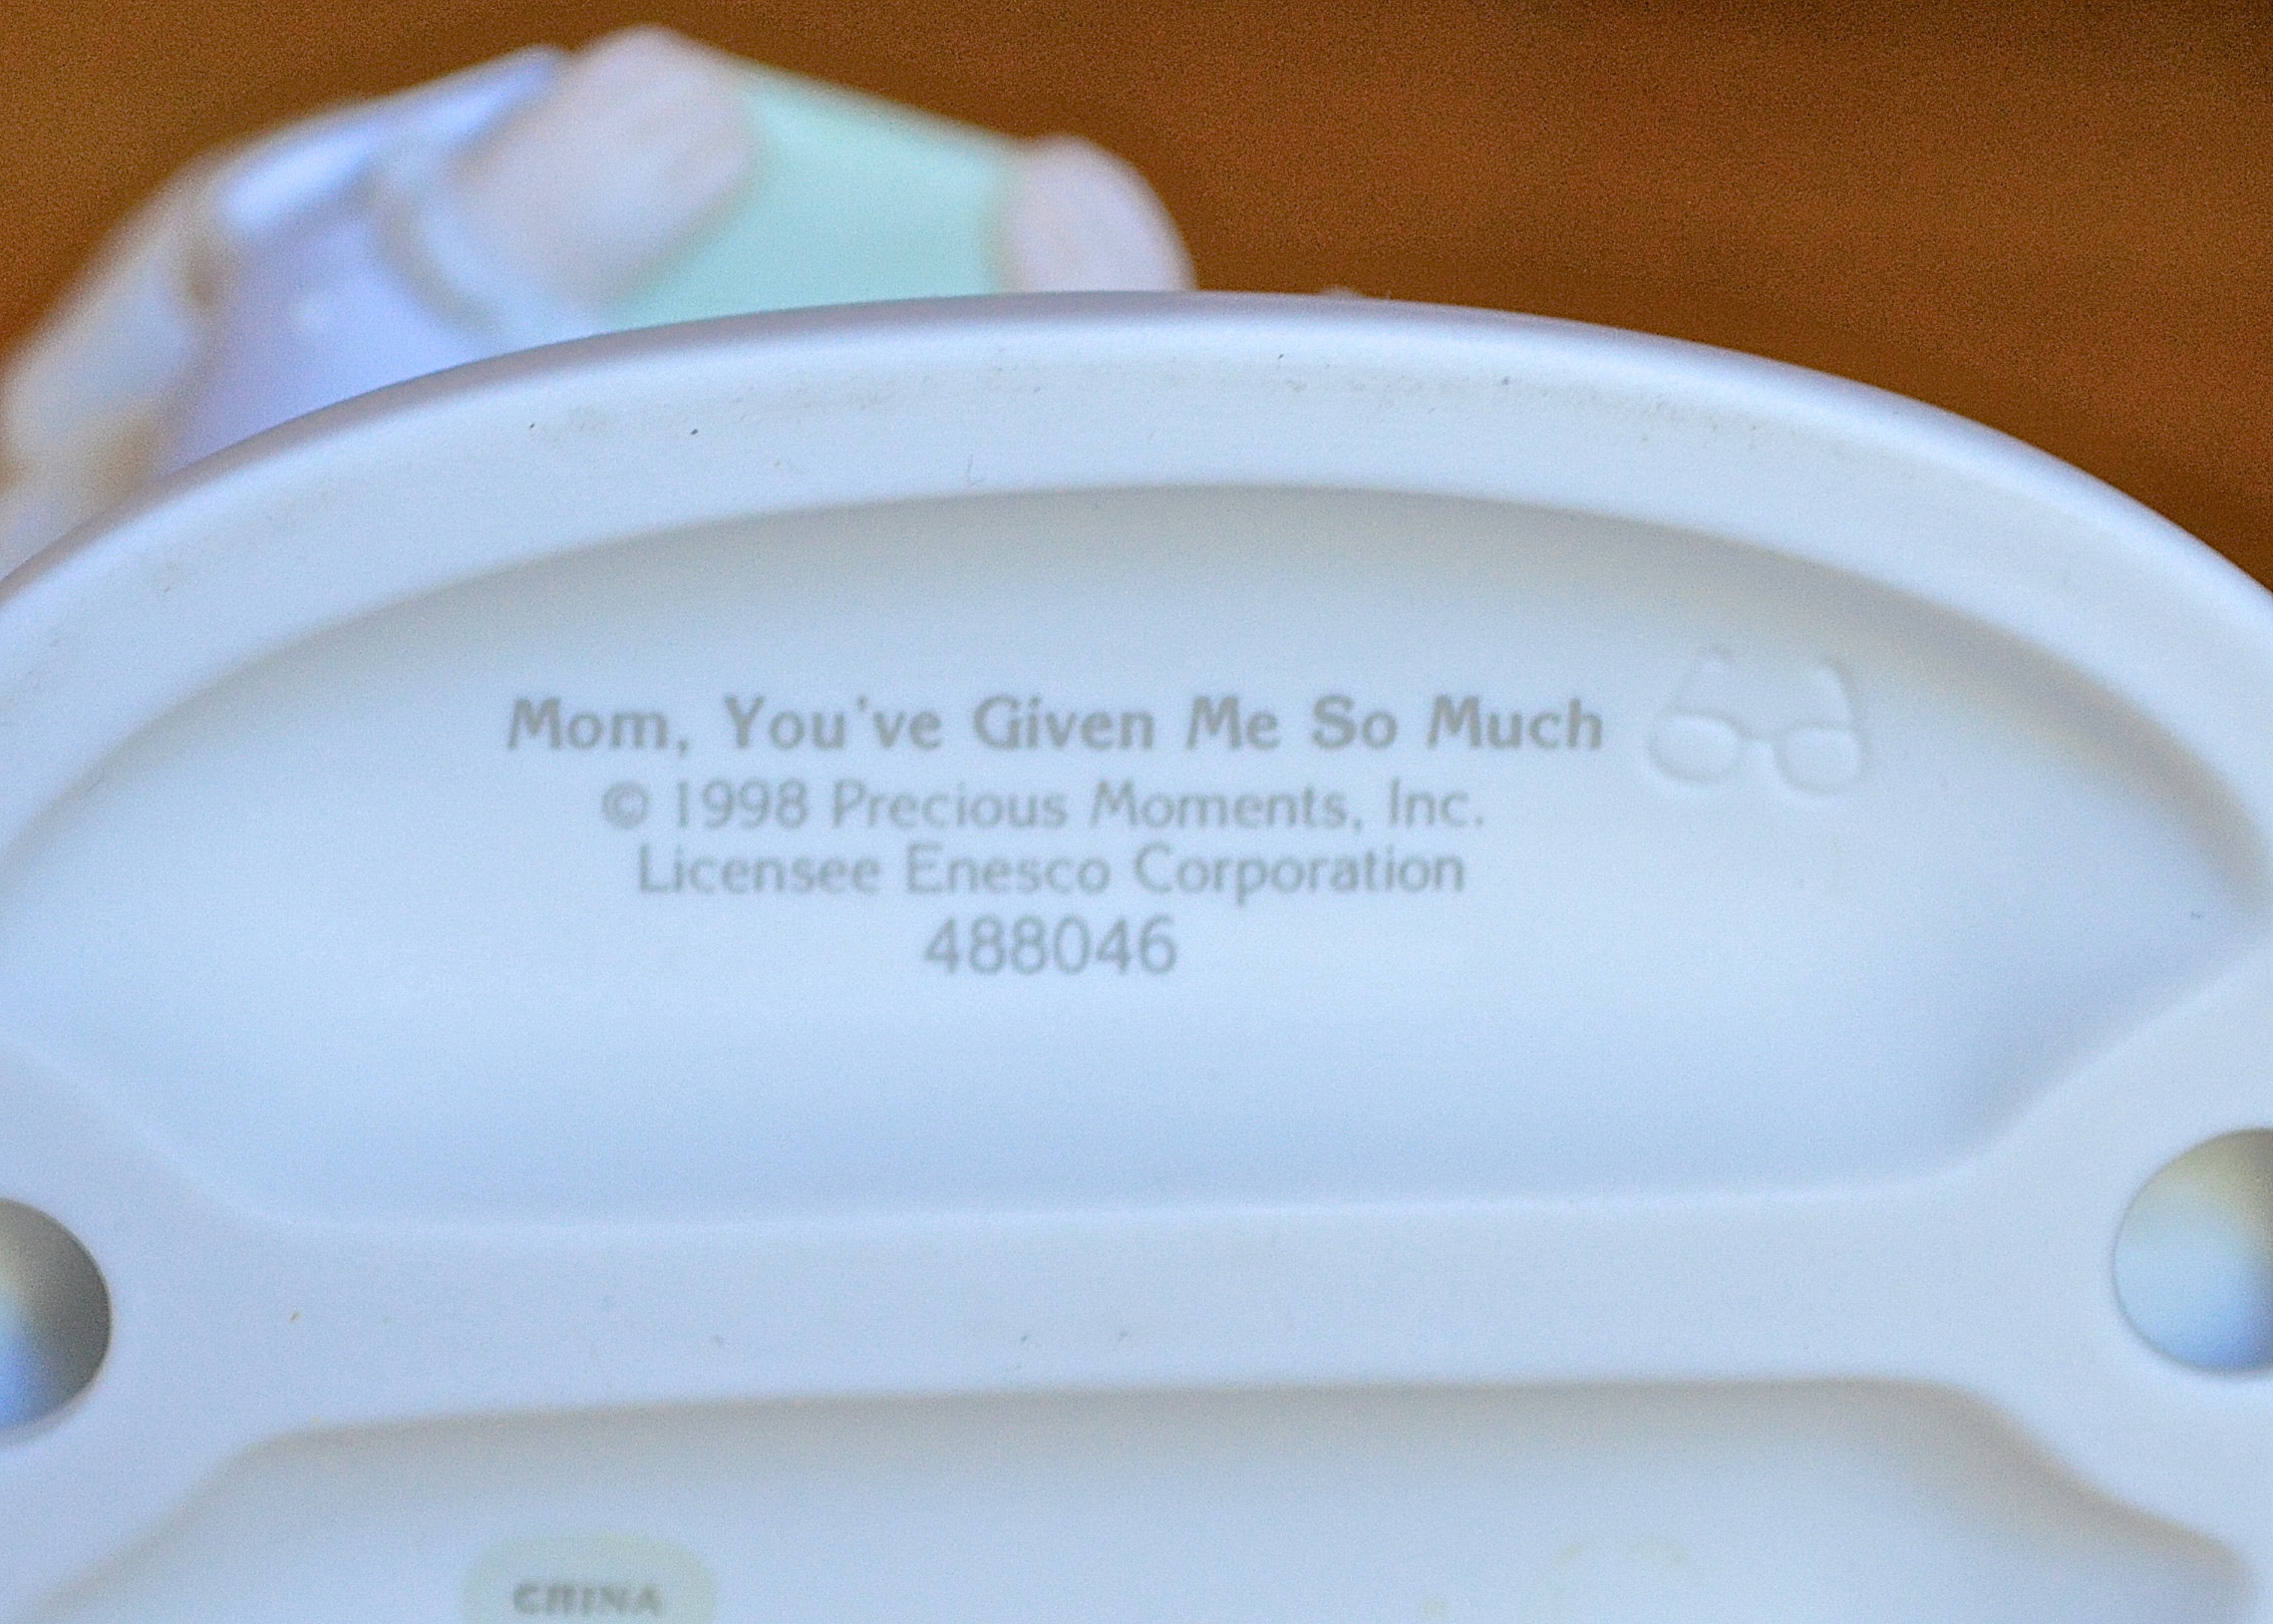 Mom, You've Given Me So Much
© 1998 Precious Moments, Inc.
Licensee Enesco Corporation
488046
CHINA